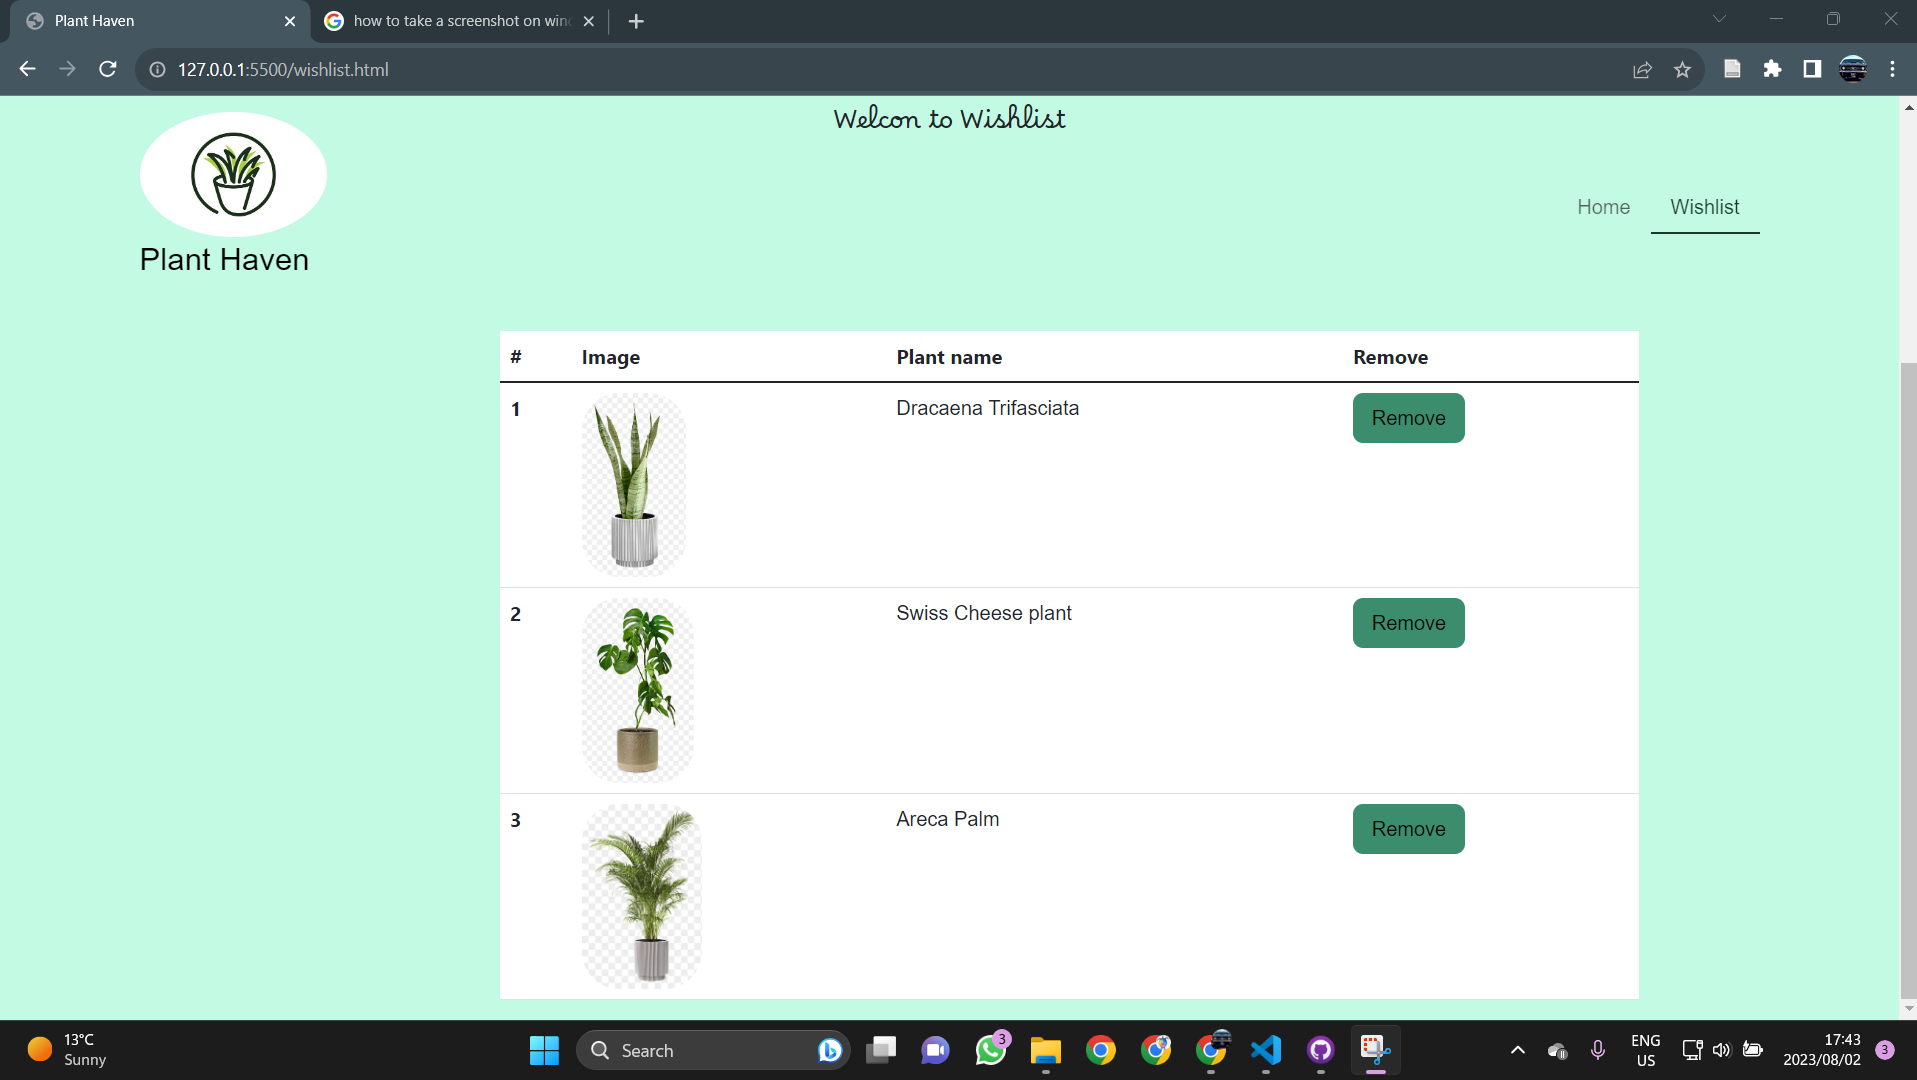 Plant Haven
how to take a screenshot on wind
127.0.0.1:5500/wishlist.html
Welcon to Wishlist
Plant Haven
Home Wishlist
# Image Plant name Remove
1 Dracaena Trifasciata Remove
2 Swiss Cheese plant Remove
3 Areca Palm Remove
13°C
Sunny
Search
3
ENG
US
17:43
2023/08/02
3